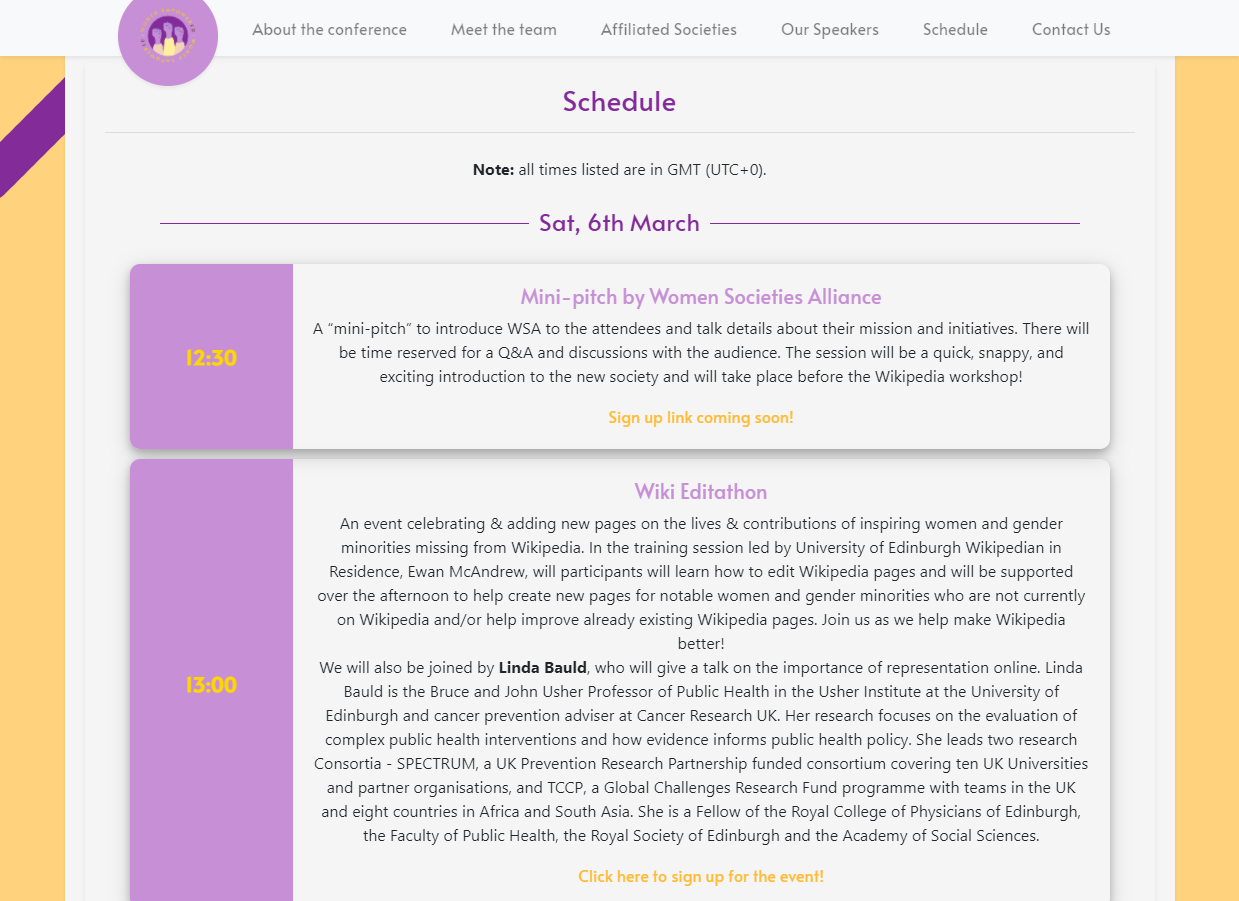 About the conference Meet the team Affiliated Societies Our Speakers Schedule Contact Us
Schedule
Note: all times listed are in GMT (UTC+0).
Sat, 6th March
12:30
Mini-pitch by Women Societies Alliance
A “mini-pitch” to introduce WSA to the attendees and talk details about their mission and initiatives. There will
be time reserved for a Q&A and discussions with the audience. The session will be a quick, snappy, and
exciting introduction to the new society and will take place before the Wikipedia workshop!
Sign up link coming soon!
13:00
Wiki Editathon
An event celebrating & adding new pages on the lives & contributions of inspiring women and gender
minorities missing from Wikipedia. In the training session led by University of Edinburgh Wikipedian in
Residence, Ewan McAndrew, will participants will learn how to edit Wikipedia pages and will be supported
over the afternoon to help create new pages for notable women and gender minorities who are not currently
on Wikipedia and/or help improve already existing Wikipedia pages. Join us as we help make Wikipedia
better!
We will also be joined by Linda Bauld, who will give a talk on the importance of representation online. Linda
Bauld is the Bruce and John Usher Professor of Public Health in the Usher Institute at the University of
Edinburgh and cancer prevention adviser at Cancer Research UK. Her research focuses on the evaluation of
complex public health interventions and how evidence informs public health policy. She leads two research
Consortia - SPECTRUM, a UK Prevention Research Partnership funded consortium covering ten UK Universities
and partner organisations, and TCCP, a Global Challenges Research Fund programme with teams in the UK
and eight countries in Africa and South Asia. She is a Fellow of the Royal College of Physicians of Edinburgh,
the Faculty of Public Health, the Royal Society of Edinburgh and the Academy of Social Sciences.
Click here to sign up for the event!